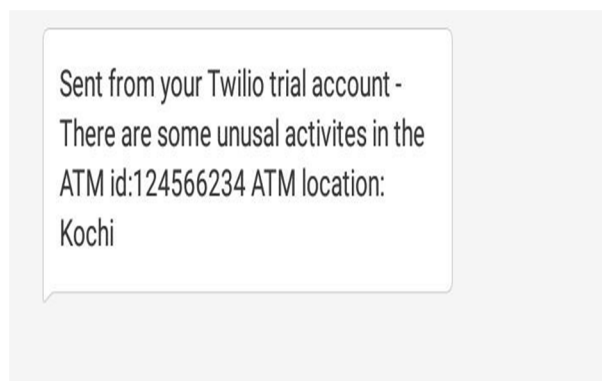 Sent from your Twilio trial account -
There are some unusal activites in the
ATM id:124566234 ATM location:
Kochi